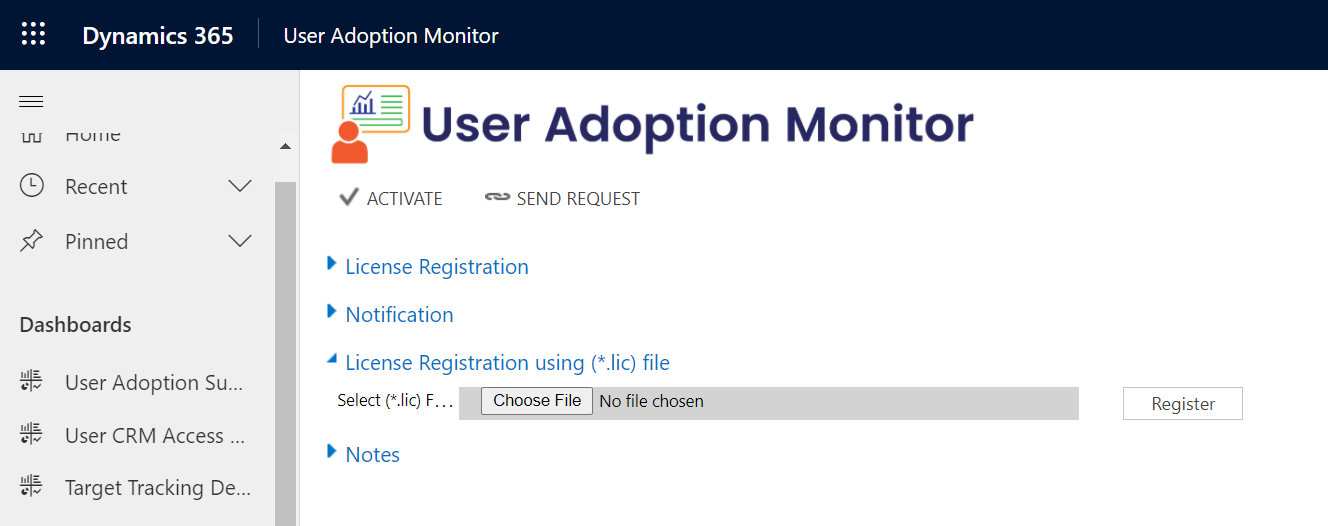 Dynamics 365
User Adoption Monitor
Home
Recent
Pinned
Dashboards
User Adoption Su...
User CRM Access ...
Target Tracking De...
User Adoption Monitor
ACTIVATE
SEND REQUEST
License Registration
Notification
License Registration using (*.lic) file
Select (*.lic) F...
Choose File
No file chosen
Register
Notes